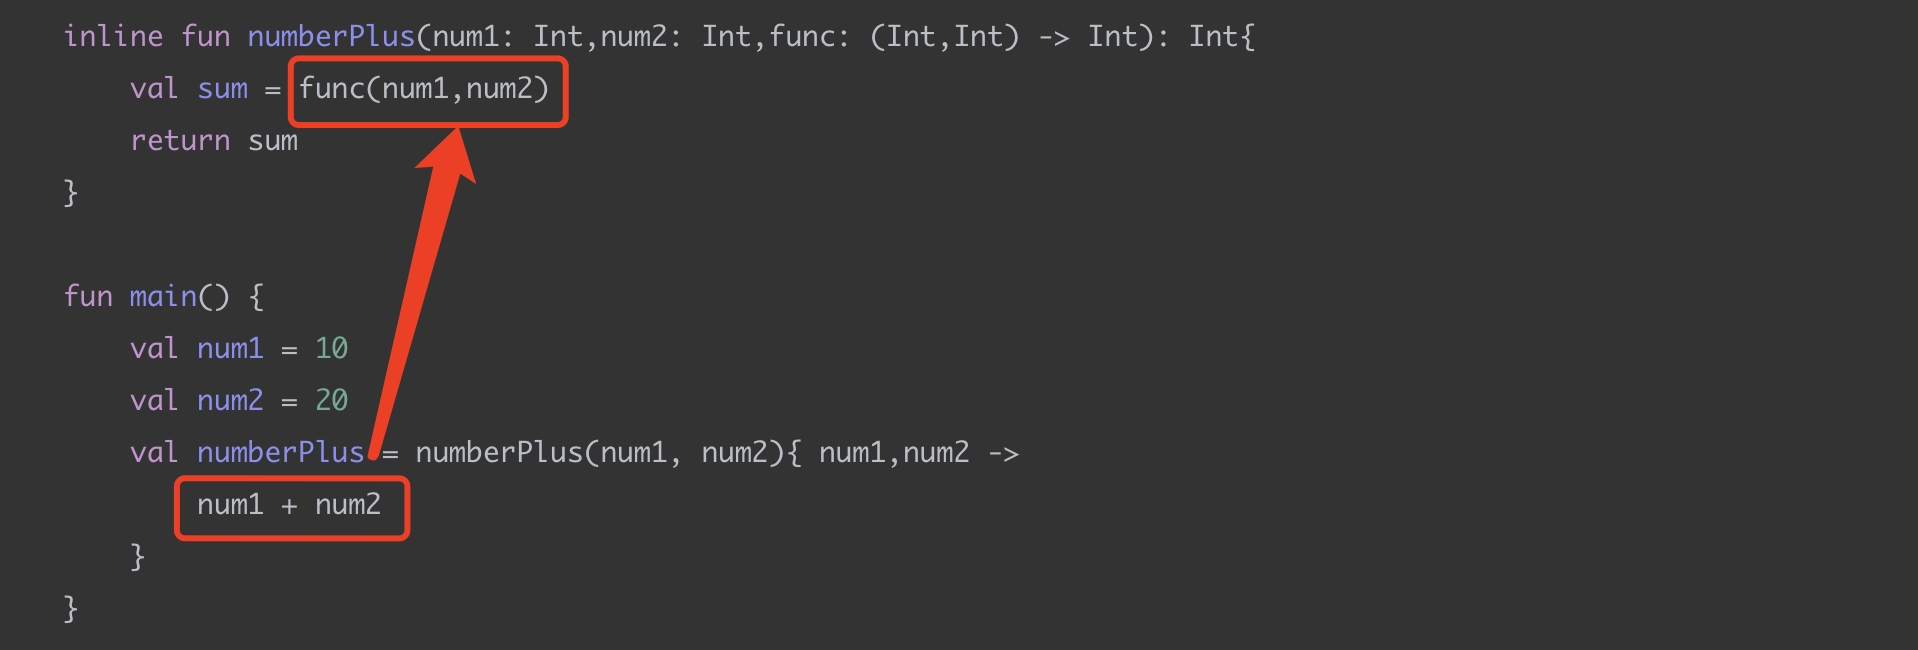 inline fun numberPlus(num1: Int,num2: Int,func: (Int,Int) -> Int): Int{
    val sum = func(num1,num2)
    return sum
}
fun main() {
    val num1 = 10
    val num2 = 20
    val numberPlus = numberPlus(num1, num2){ num1,num2 ->
        num1 + num2
    }
}